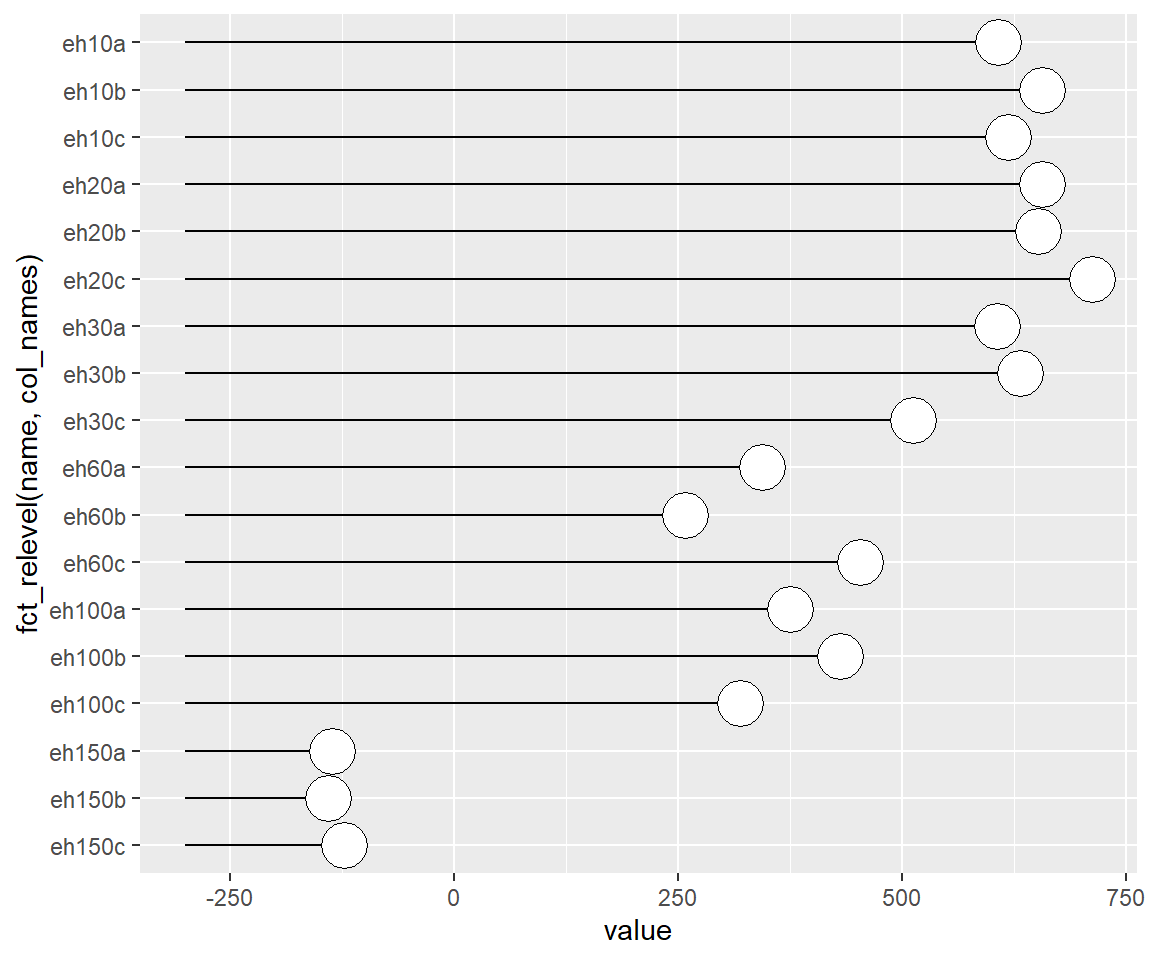 fct_relevel(name, col_names)
eh10a
eh10b
eh10c
eh20a
eh20b
eh20c
eh30a
eh30b
eh30c
eh60a
eh60b
eh60c
eh100a
eh100b
eh100c
eh150a
eh150b
eh150c
-250 0 250 500 750
value